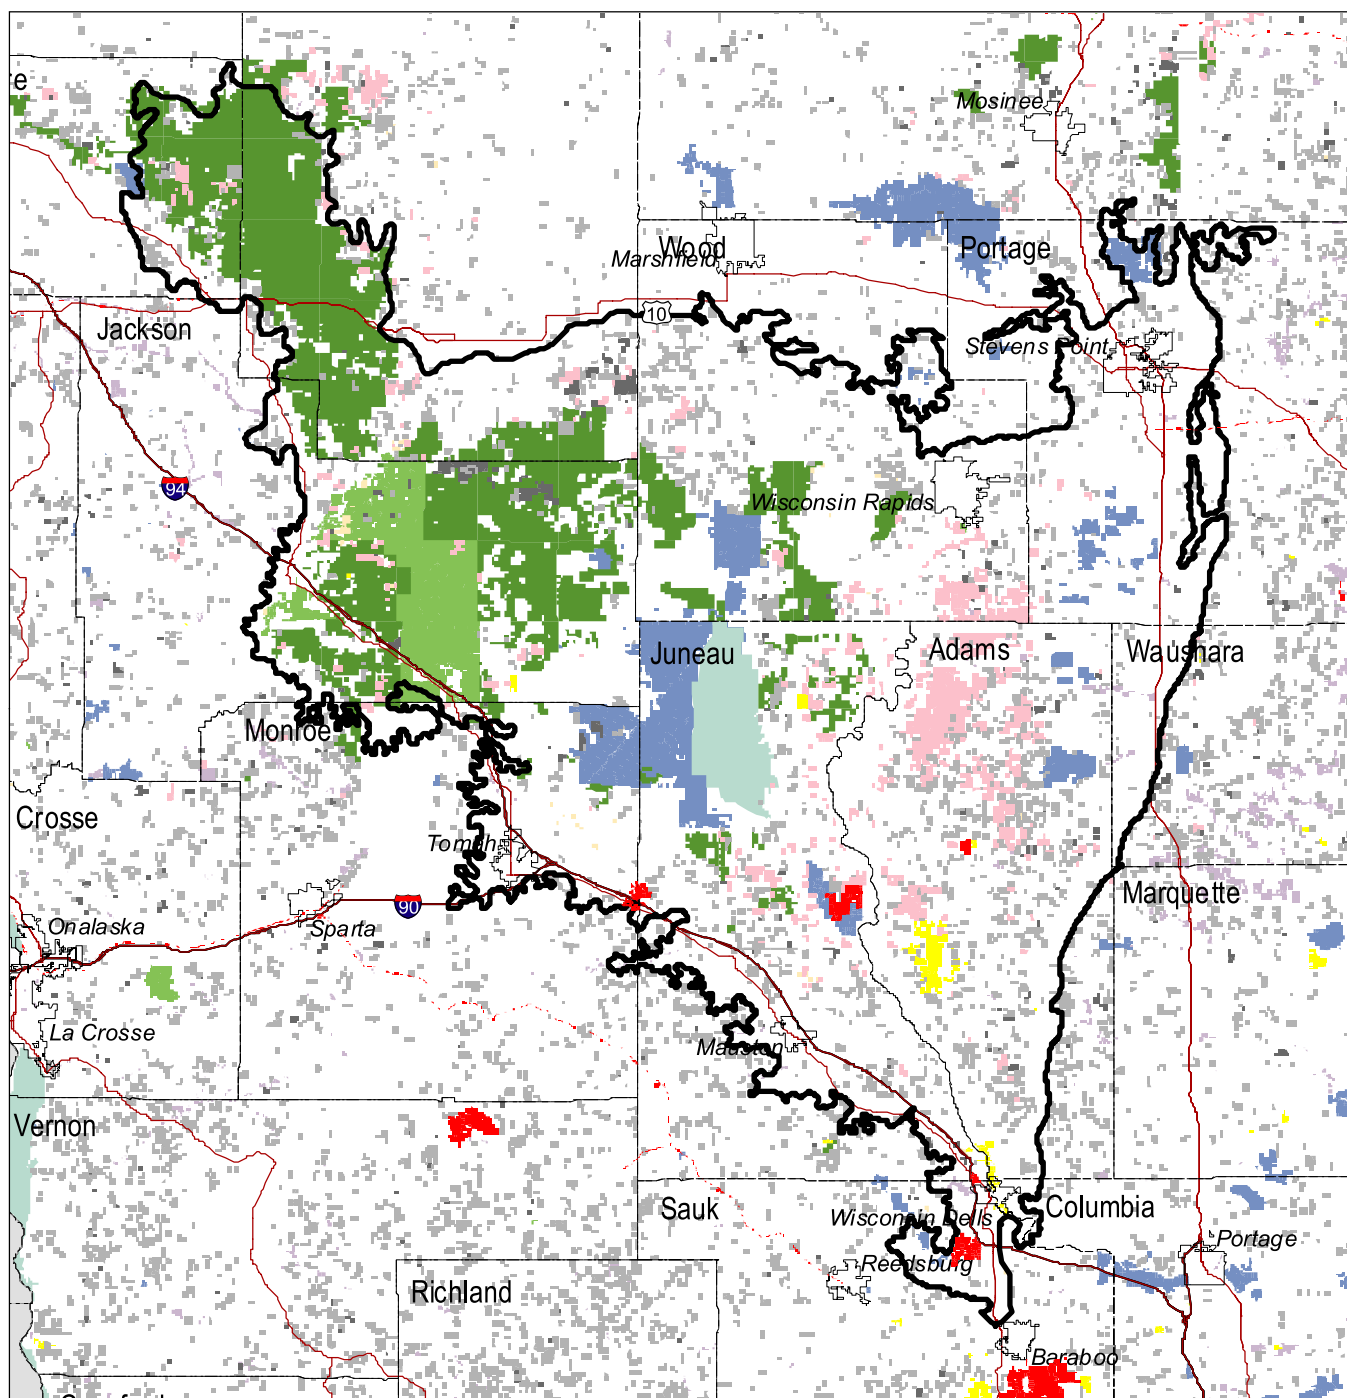 re
Mosinee
Wood
Marshfield
Portage
10
Jackson
Stevens Point
94
Wisconsin Rapids
Juneau
Adams
Waushara
Monroe
Crosse
Tomah
Marquette
90
Onalaska
Sparta
La Crosse
Mauston
Vernon
Sauk
Wisconsin Dells
Columbia
Portage
Reedsburg
Richland
Baraboo